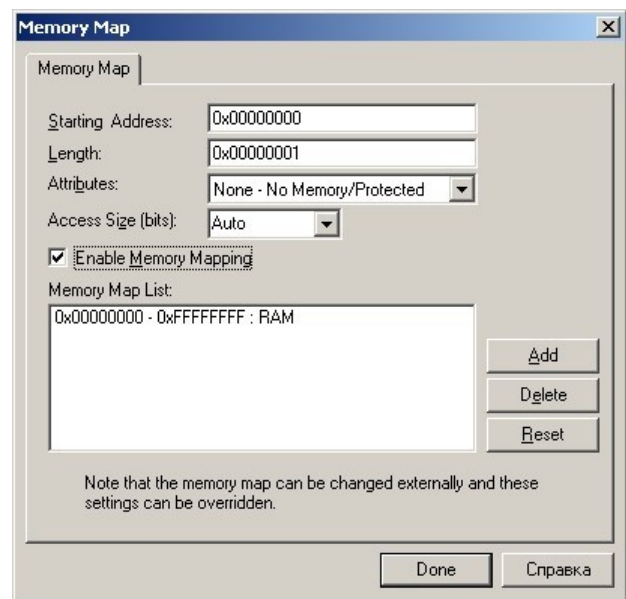 Memory Map
Memory Map
Starting Address: 0x00000000
Length: 0x00000001
Attributes: None - No Memory/Protected
Access Size (bits): Auto
Enable Memory Mapping
Memory Map List:
0x00000000 - 0xFFFFFFFF : RAM
Add
Delete
Reset
Note that the memory map can be changed externally and these
settings can be overridden.
Done Справка